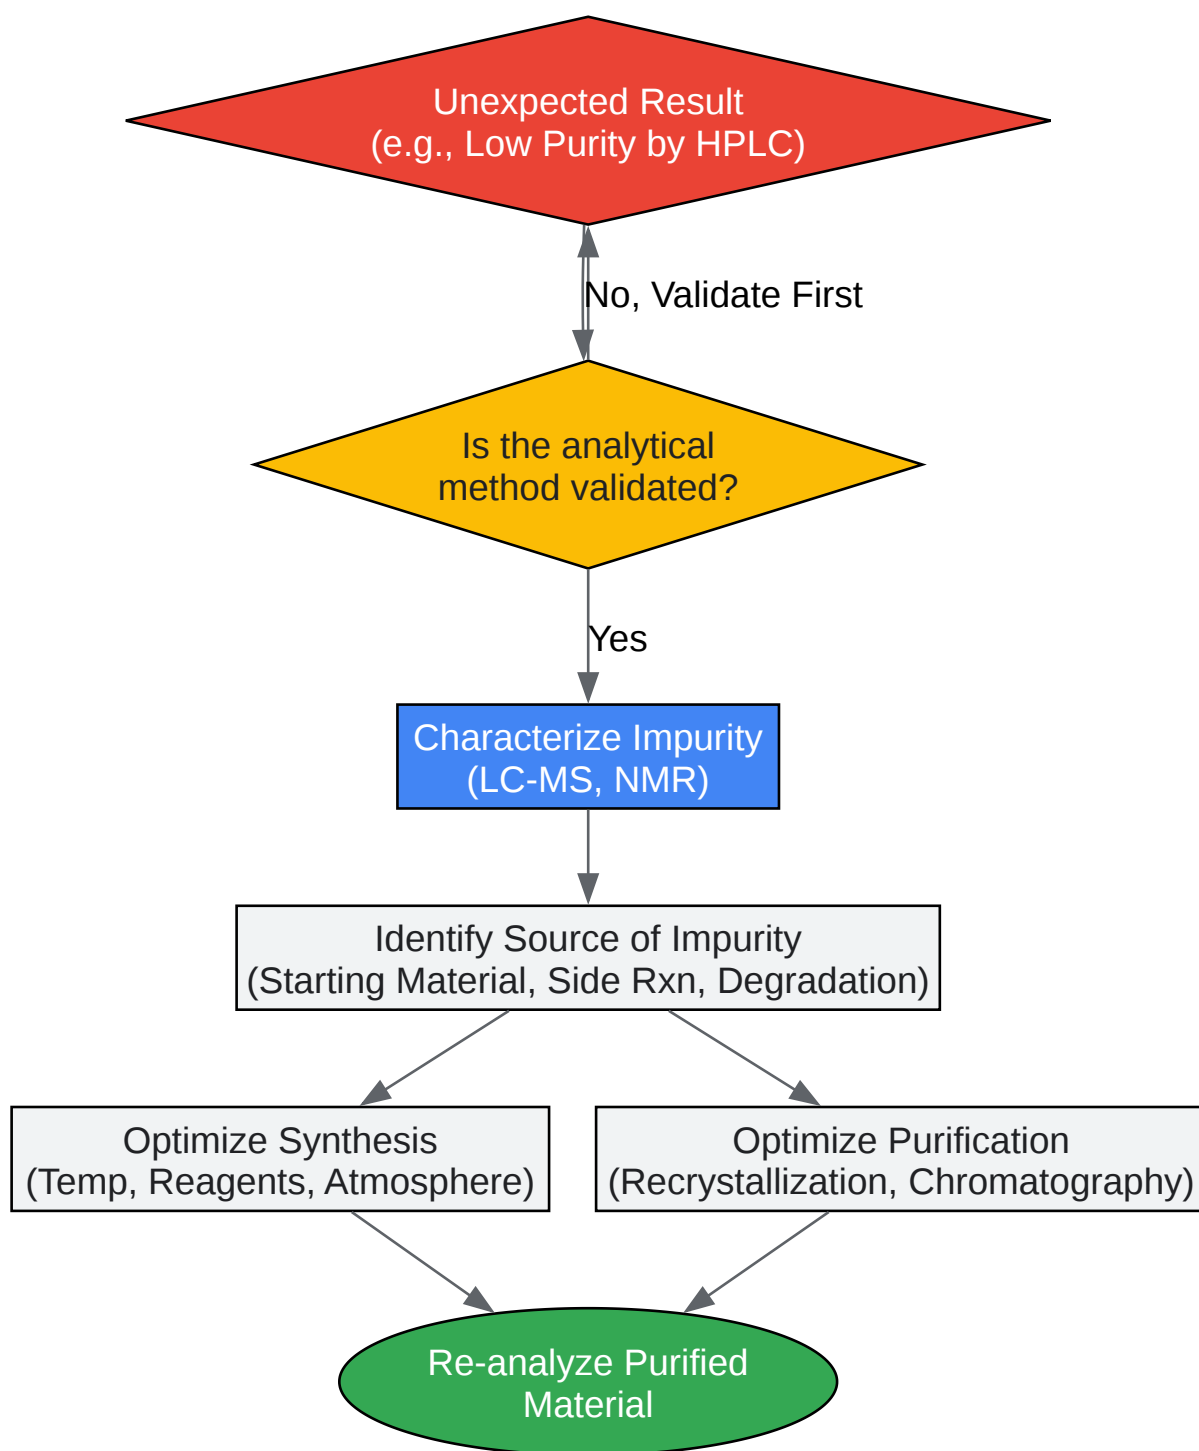 Unexpected Result
(e.g., Low Purity by HPLC)
No, Validate First
Is the analytical
method validated?
Yes
Characterize Impurity
(LC-MS, NMR)
Identify Source of Impurity
(Starting Material, Side Rxn, Degradation)
Optimize Synthesis
(Temp, Reagents, Atmosphere)
Optimize Purification
(Recrystallization, Chromatography)
Re-analyze Purified
Material